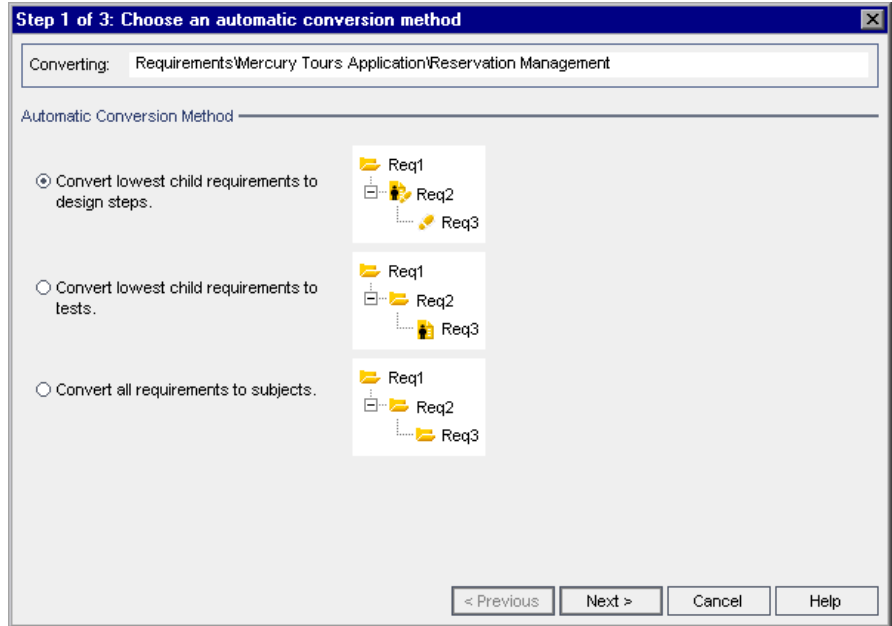 Step 1 of 3: Choose an automatic conversion method
Converting: Requirements\Mercury Tours Application\Reservation Management
Automatic Conversion Method
Convert lowest child requirements to
design steps.
Req1
Req2
Req3
Convert lowest child requirements to
tests.
Req1
Req2
Req3
Convert all requirements to subjects.
Req1
Req2
Req3
< Previous Next > Cancel Help